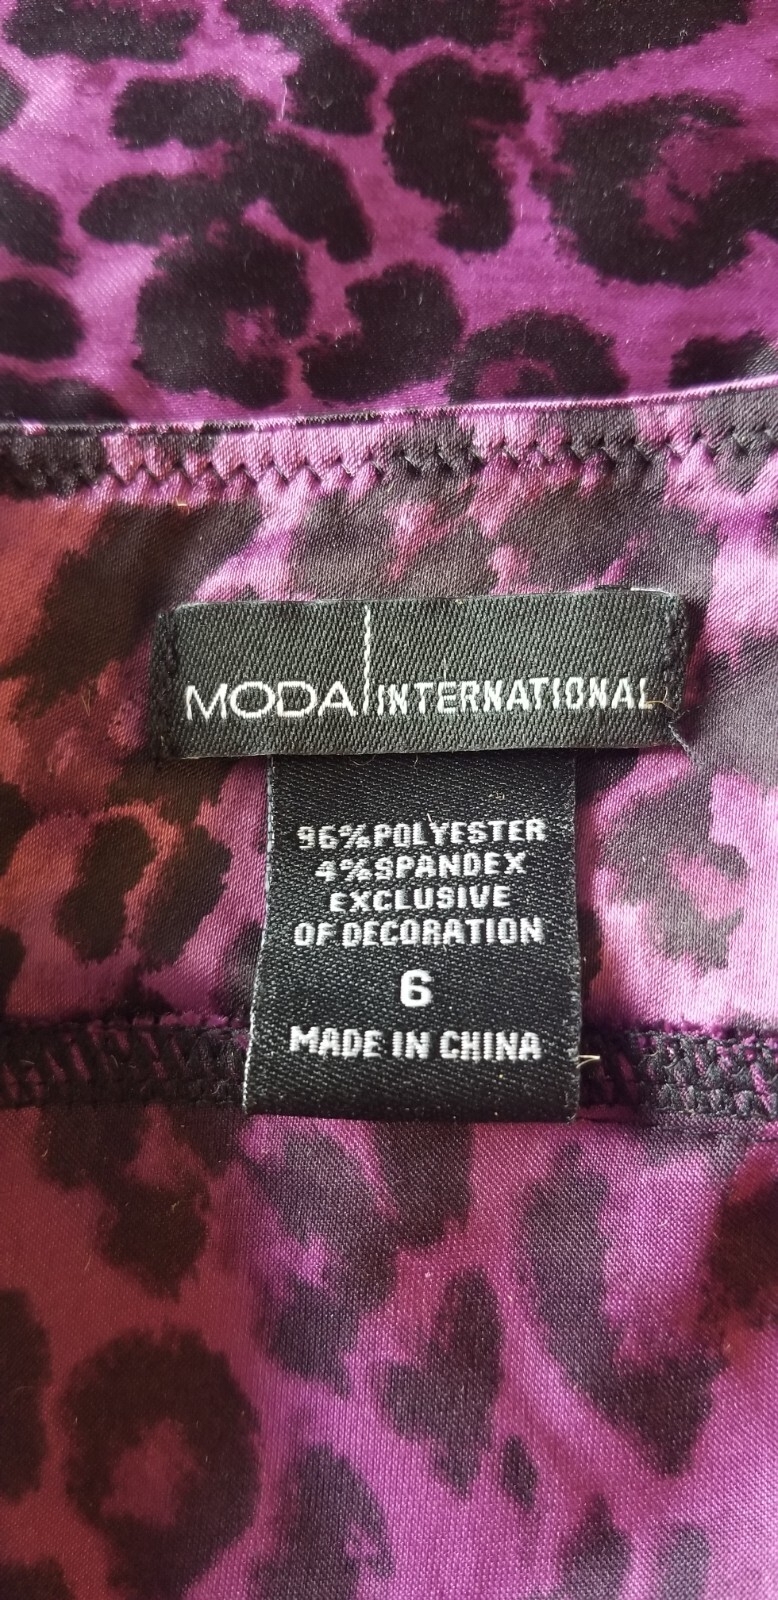 MODA INTERNATIONAL
96% POLYESTER
4% SPANDEX
EXCLUSIVE
OF DECORATION
6
MADE IN CHINA